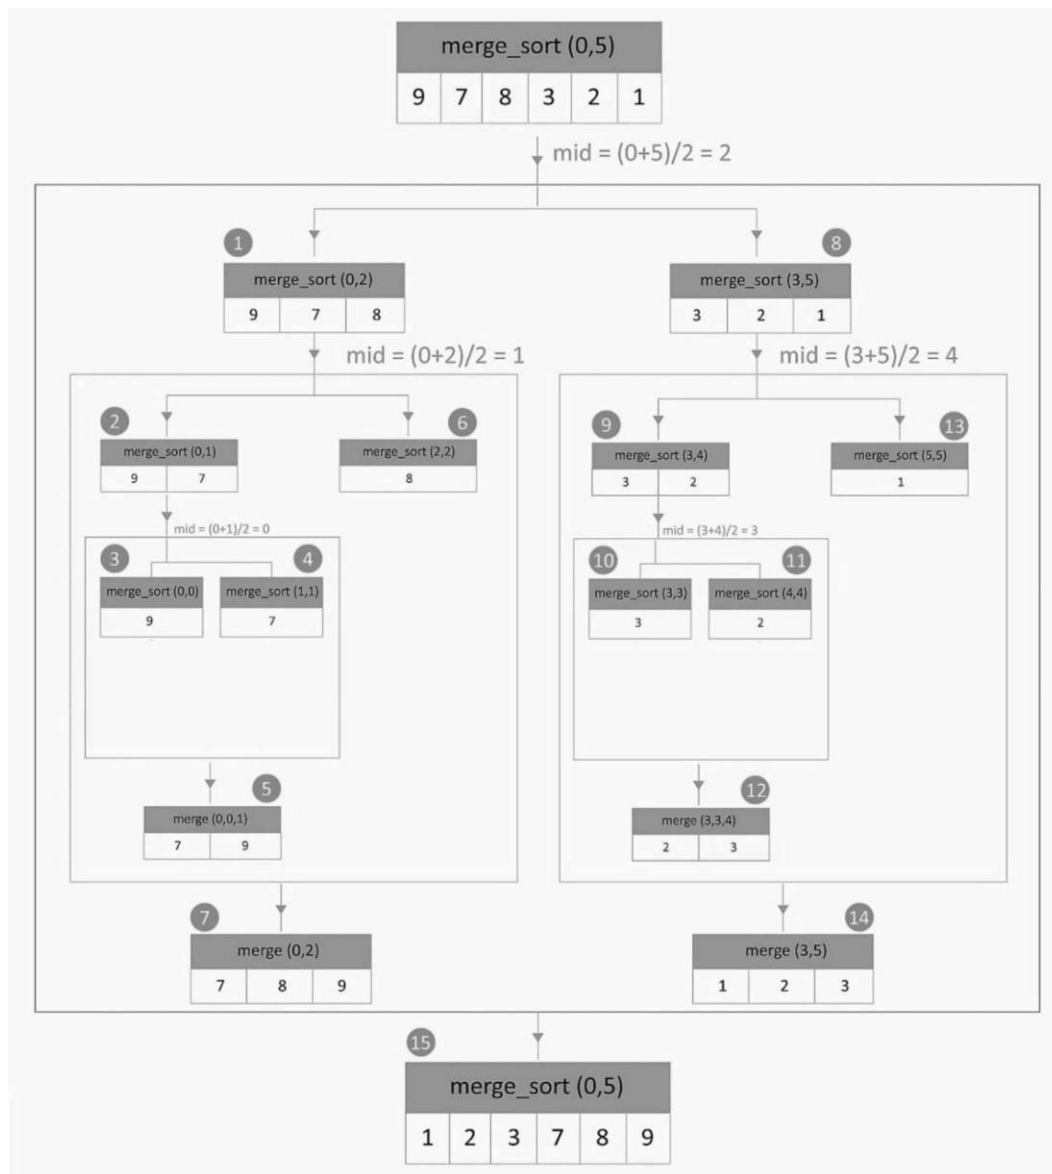 merge_sort (0,5)
9 7 8 3 2 1
mid = (0+5)/2 = 2
1 8
merge_sort (0,2) merge_sort (3,5)
9 7 8 3 2 1
mid = (0+2)/2 = 1 mid = (3+5)/2 = 4
2 6 9 13
merge_sort (0,1) merge_sort (2,2) merge_sort (3,4) merge_sort (5,5)
9 7 8 3 2 1
mid = (0+1)/2 = 0 mid = (3+4)/2 = 3
3 4 10 11
merge_sort (0,0) merge_sort (1,1) merge_sort (3,3) merge_sort (4,4)
9 7 3 2
5 12
merge (0,0,1) merge (3,3,4)
7 9 2 3
7 14
merge (0,2) merge (3,5)
7 8 9 1 2 3
15
merge_sort (0,5)
1 2 3 7 8 9